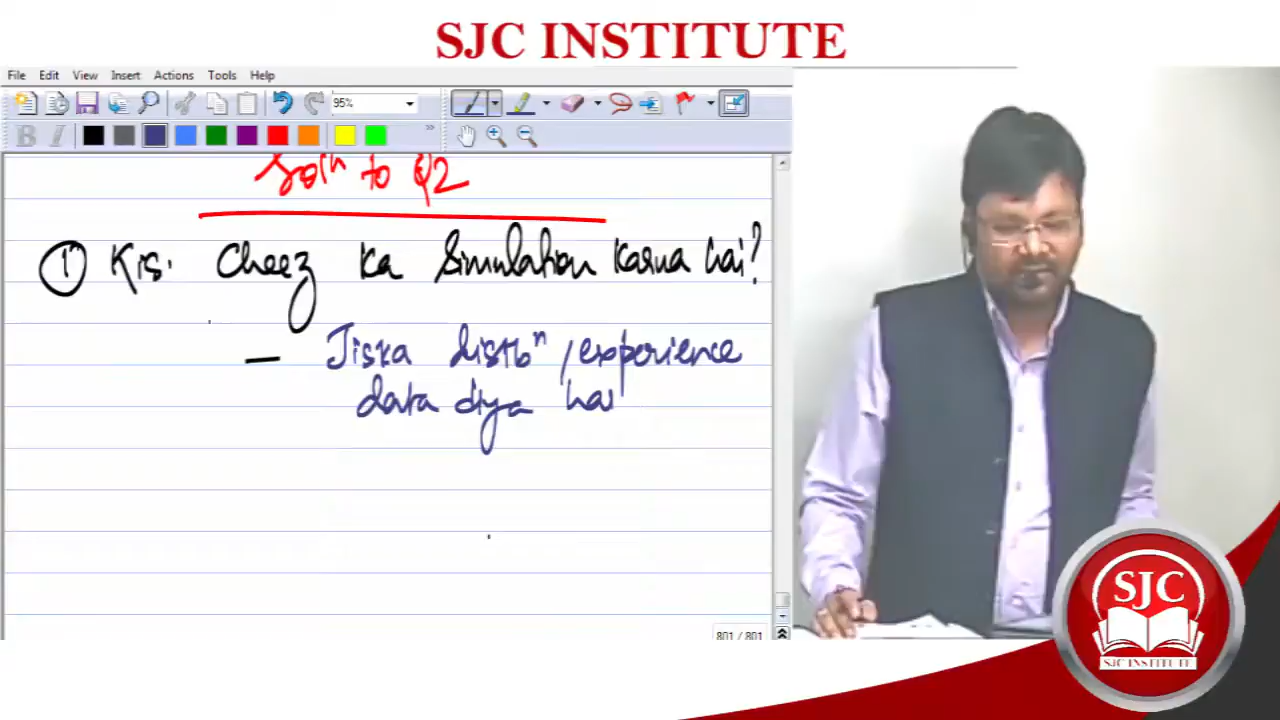 SJC INSTITUTE
File Edit View Insert Actions Tools Help
95%
Solⁿ to Q2
① Kis. Cheez ka Simulation karna hai?
— Jiska distbⁿ / experience
data diya hai
801 / 801
SJC
SJC INSTITUTE